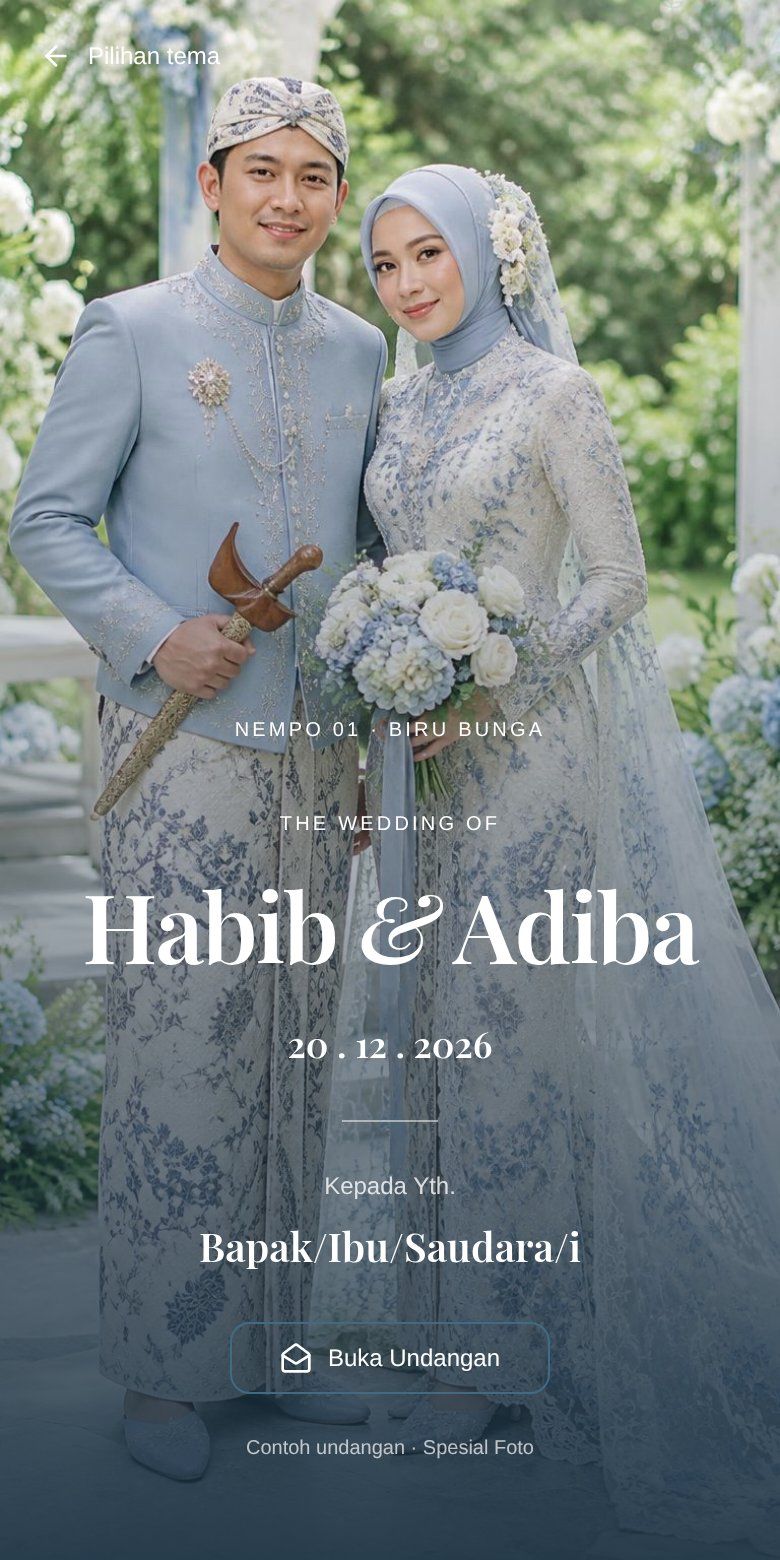 Pilihan tema
NEMPO 01 · BIRU BUNGA
THE WEDDING OF
Habib & Adiba
20 . 12 . 2026
Kepada Yth.
Bapak/Ibu/Saudara/i
Buka Undangan
Contoh undangan · Spesial Foto